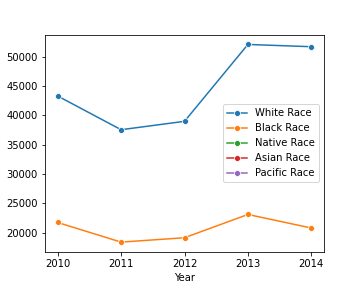 50000
45000
40000
35000
30000
25000
20000
White Race
Black Race
Native Race
Asian Race
Pacific Race
2010 2011 2012 2013 2014
Year